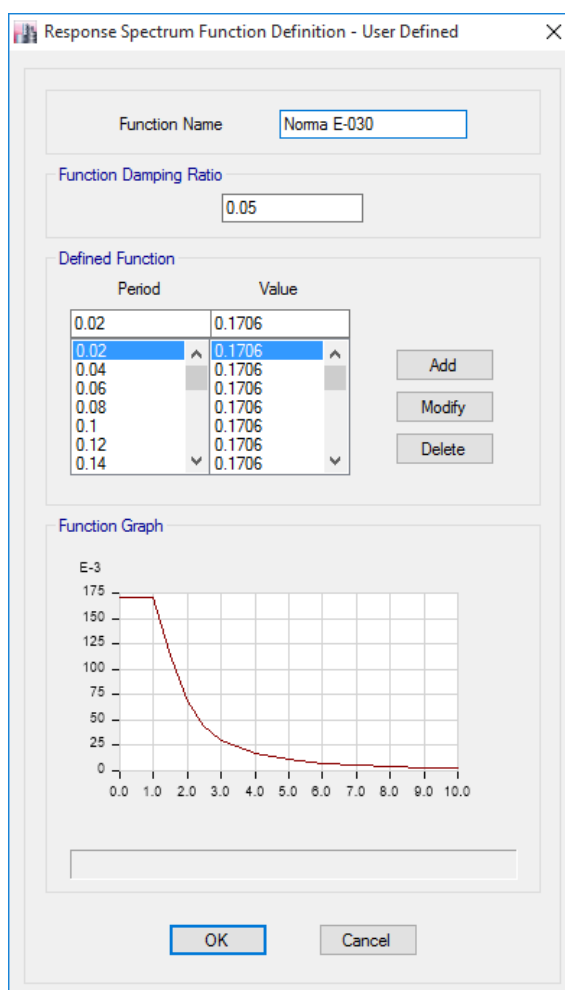 Response Spectrum Function Definition - User Defined
Function Name
Norma E-030
Function Damping Ratio
0.05
Defined Function
Period Value
0.02 0.1706
0.02 0.1706
0.04 0.1706
0.06 0.1706
0.08 0.1706
0.1 0.1706
0.12 0.1706
0.14 0.1706
Add
Modify
Delete
Function Graph
E-3
175
150
125
100
75
50
25
0
0.0 1.0 2.0 3.0 4.0 5.0 6.0 7.0 8.0 9.0 10.0
OK Cancel